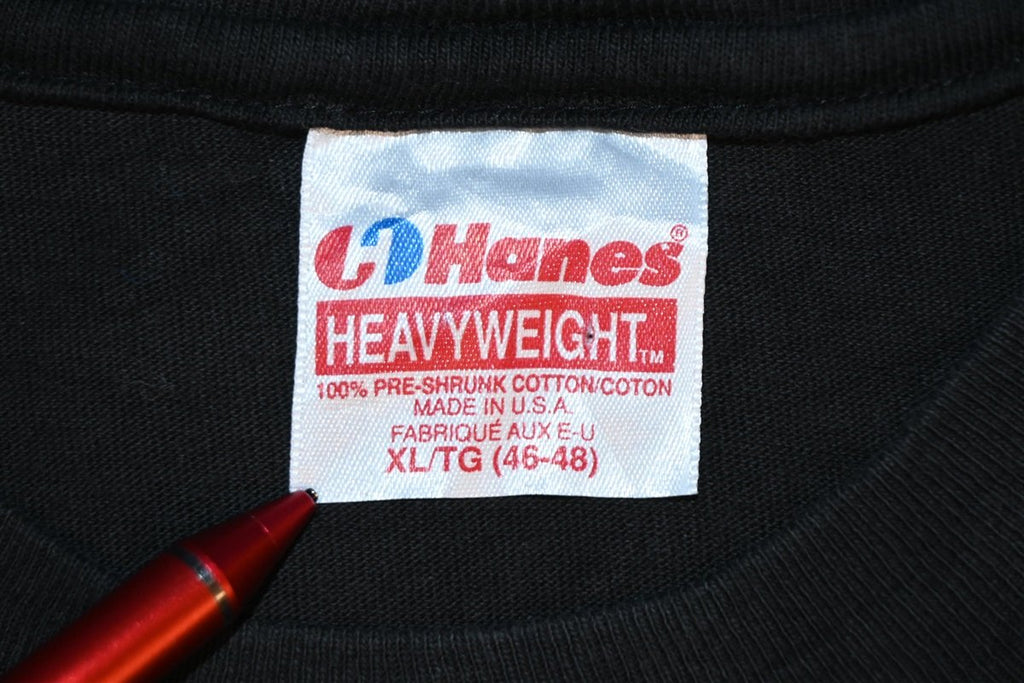 Hanes®
HEAVYWEIGHT™
100% PRE-SHRUNK COTTON/COTON
MADE IN U.S.A.
FABRIQUÉ AUX E-U
XL/TG (46-48)